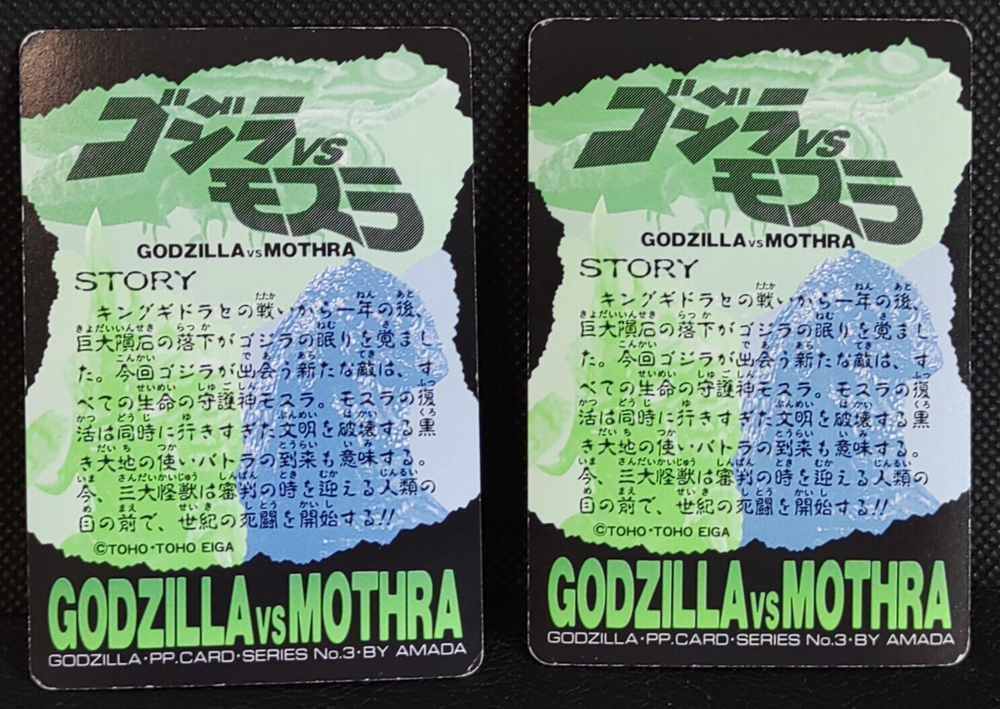 ゴジラVS
モスラ
GODZILLA VS MOTHRA
STORY
キングギドラとの戦いから一年の後、
巨大隕石の落下がゴジラの眠りを覚まし
た。今回ゴジラが出会う新たな敵は、す
べての生命の守護神モスラ。モスラの復
活は同時に行きすぎた文明を破壊する黒
き大地の使いバトラの到来も意味する。
今、三大怪獣は審判の時を迎える人類の
目の前で、世紀の死闘を開始する!!
©TOHO・TOHO EIGA
GODZILLA VS MOTHRA
GODZILLA・PP.CARD・SERIES No.3・BY AMADA
ゴジラVS
モスラ
GODZILLA VS MOTHRA
STORY
キングギドラとの戦いから一年の後、
巨大隕石の落下がゴジラの眠りを覚まし
た。今回ゴジラが出会う新たな敵は、す
べての生命の守護神モスラ。モスラの復
活は同時に行きすぎた文明を破壊する黒
き大地の使いバトラの到来も意味する。
今、三大怪獣は審判の時を迎える人類の
目の前で、世紀の死闘を開始する!!
©TOHO・TOHO EIGA
GODZILLA VS MOTHRA
GODZILLA・PP.CARD・SERIES No.3・BY AMADA